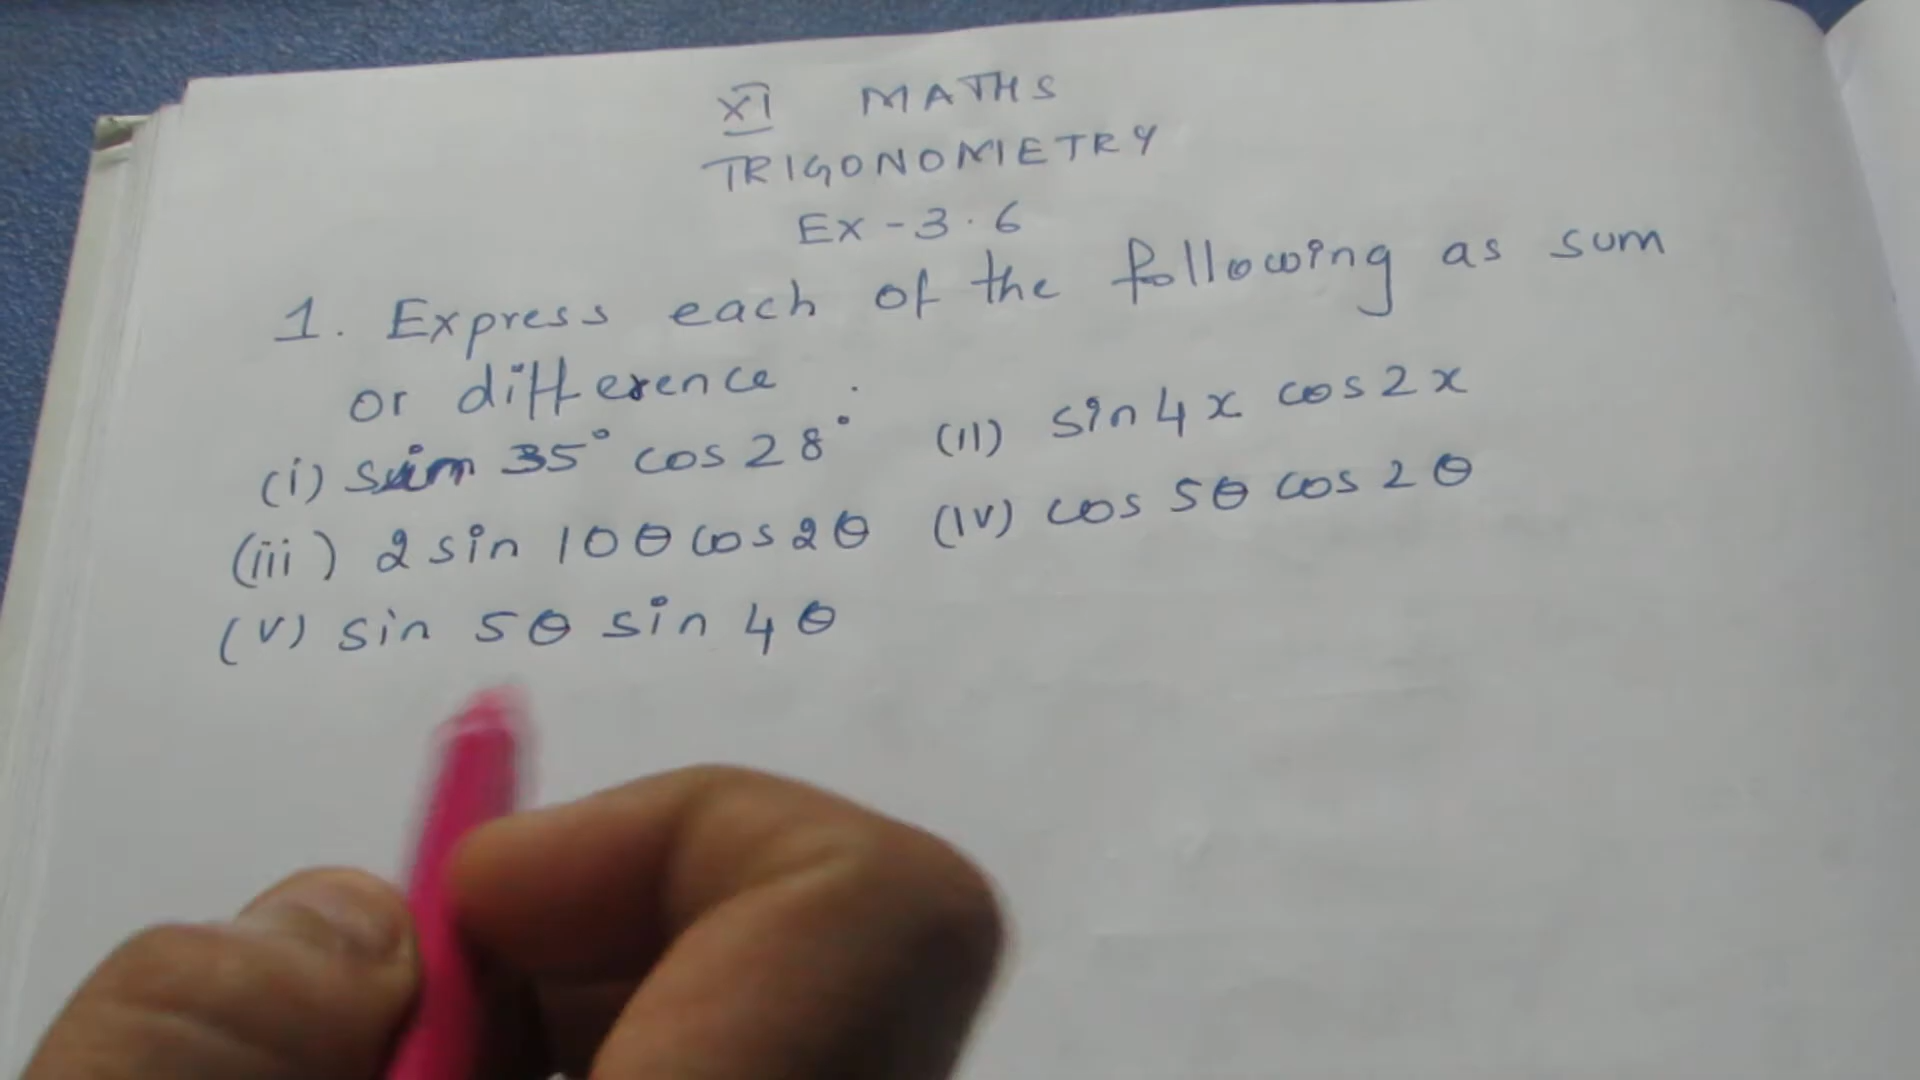 XI MATHS
TRIGONOMETRY
EX - 3.6
1. Express each of the following as sum
or difference
(i) sin 35° cos 28° (II) sin 4x cos 2x
(iii) 2 sin 10θ cos 2θ (IV) cos 5θ cos 2θ
(V) sin 5θ sin 4θ